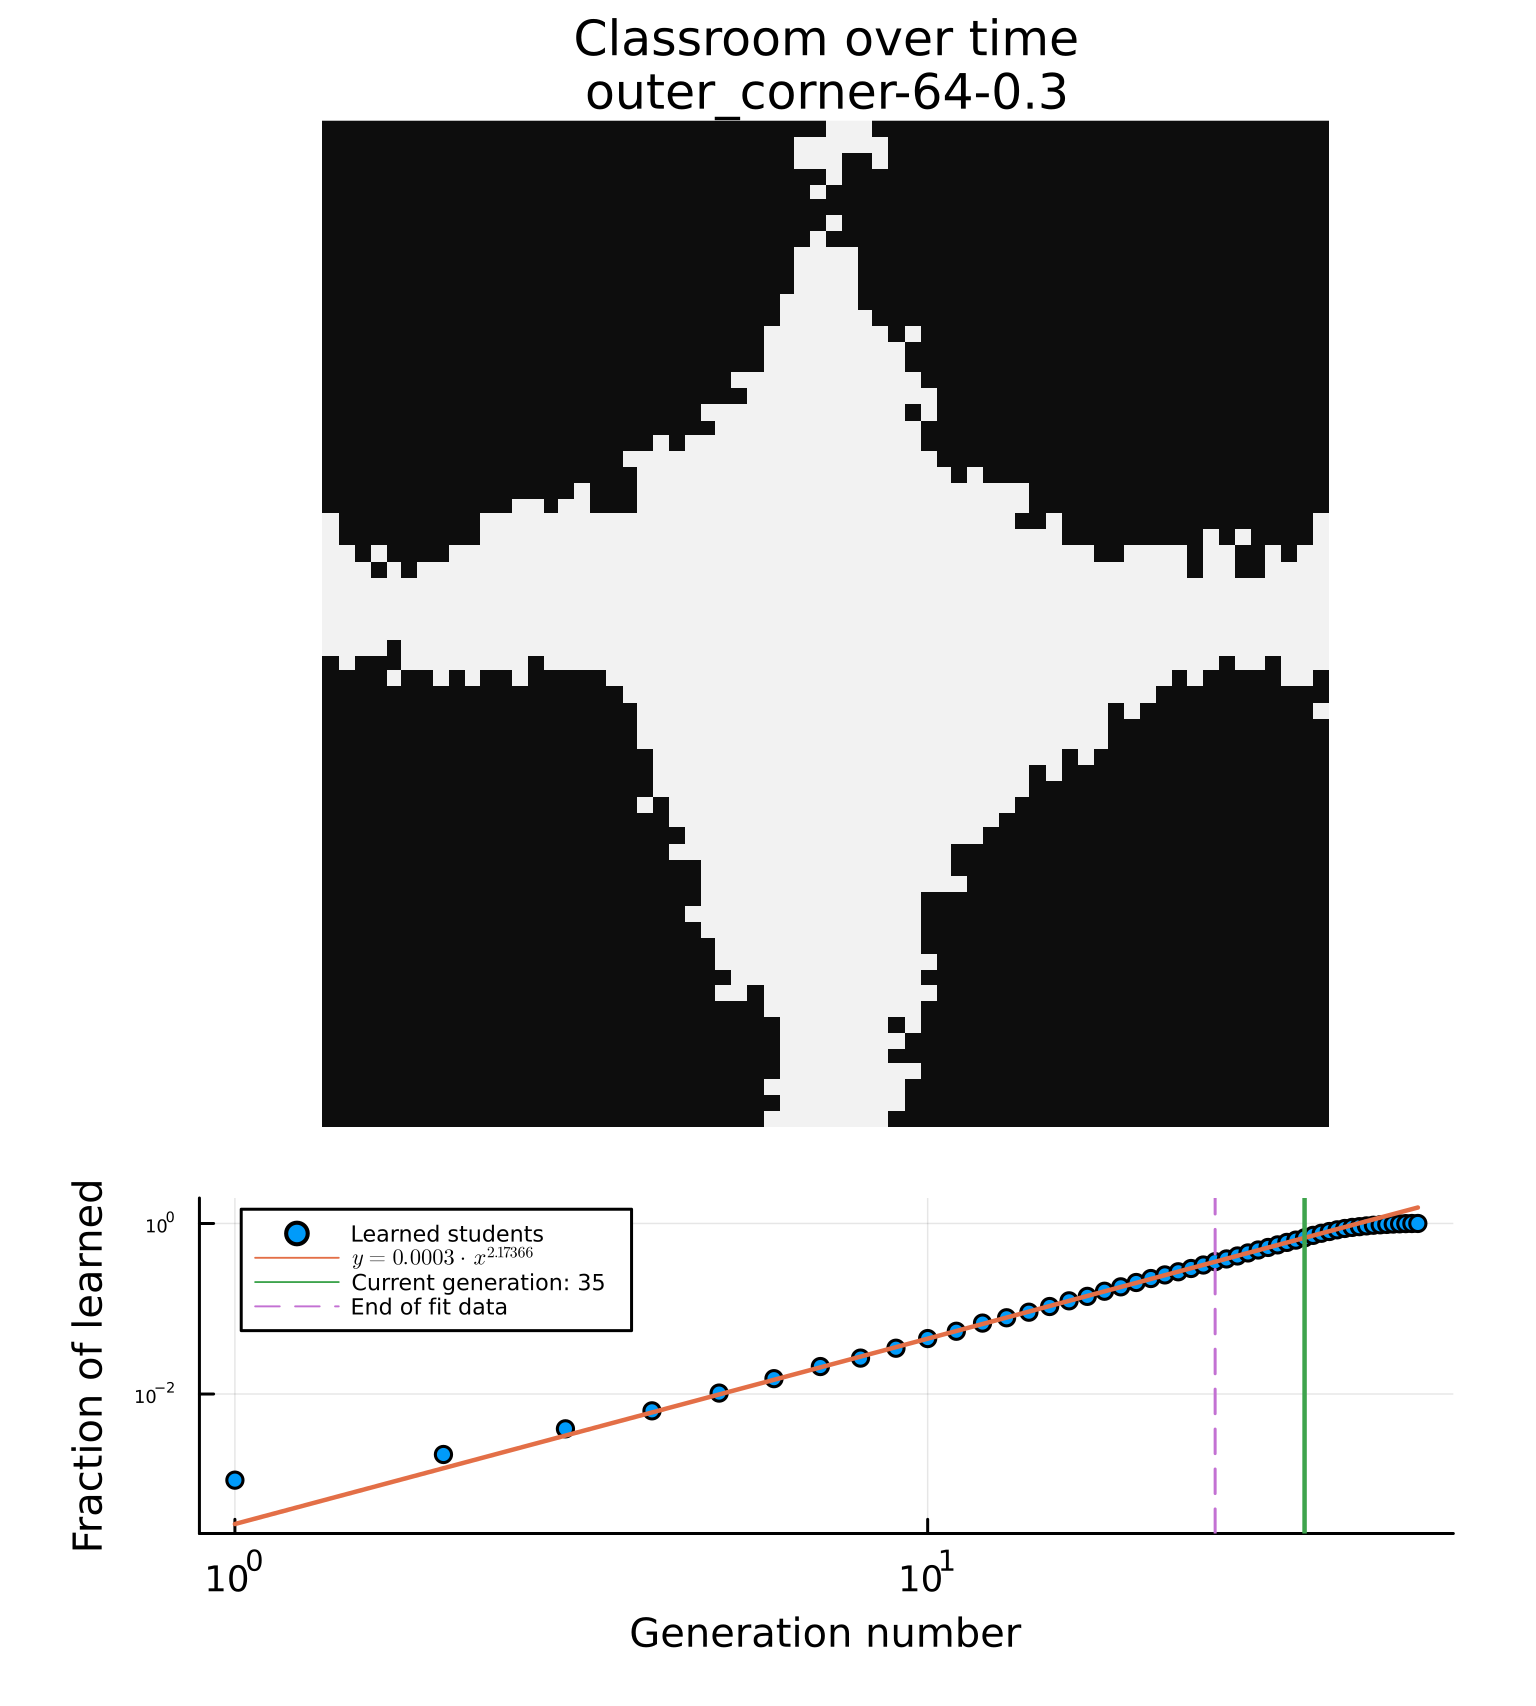 Classroom over time
outer_corner-64-0.3
Fraction of learned
10^0
10^−2
Learned students
y = 0.0003 · x^2.17366
Current generation: 35
End of fit data
10^0 10^1
Generation number